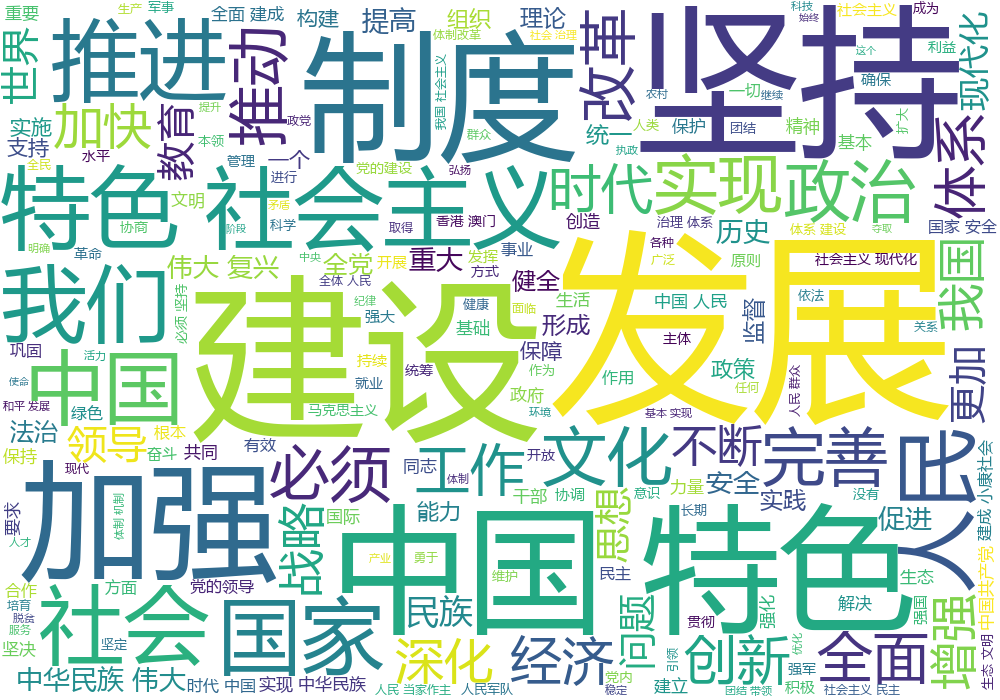 重要
生产
军事
全面 建成
构建
提高
组织
理论
改革
坚持
科技
始终
社会主义
成为
现代化
世界
推进
推动
制度
体制改革
社会 治理
这个
利益
确保
一切
继续
农村
实施
支持
加快
教育
提升
本领
政党
我国 社会主义
群众
统一
人类
保护
团结
精神
基本
扩大
体系
全民
水平
管理
一个
进行
党的建设
弘扬
执政
特色 社会主义
时代
实现
政治
文明
协商
矛盾
科学
阶段
取得
香港 澳门
创造
治理 体系
历史
体系 建设
夺取
国家 安全
明确
革命
伟大 复兴
中央
全党
开展
重大
发挥
方式
事业
健全
各种
广泛
原则
社会主义 现代化
我国
我们
必须 坚持
建设
全体 人民
纪律
强大
健康
基础
面临
生活
形成
发展
中国 人民
主体
监督
依法
关系
巩固
活力
中国
持续
统筹
保障
作为
政府
作用
政策
任何
人民 群众
更加
使命
和平 发展
绿色
就业
马克思主义
环境
基本 实现
法治
领导
根本
奋斗
共同
有效
保持
现代
必须
同志
工作
体制
开放
文化
不断
完善
人民
加强
能力
干部
协调
意识
力量
安全
长期
实践
没有
建成 小康社会
要求
人才
体制 机制
战略
国际
中国 特色
思想
促进
产业
勇于
维护
民主
合作
方面
党的领导
生态
中国共产党
培育
脱贫
服务
坚决
社会
坚定
国家
民族
问题
贯彻
强化
解决
强国
增强
深化
经济
创新
引领
优化
全面
生态 文明
中华民族 伟大
时代 中国
实现 中华民族
人民 当家作主
人民军队
党内
稳定
建立
团结 带领
强军
积极
社会主义 民主